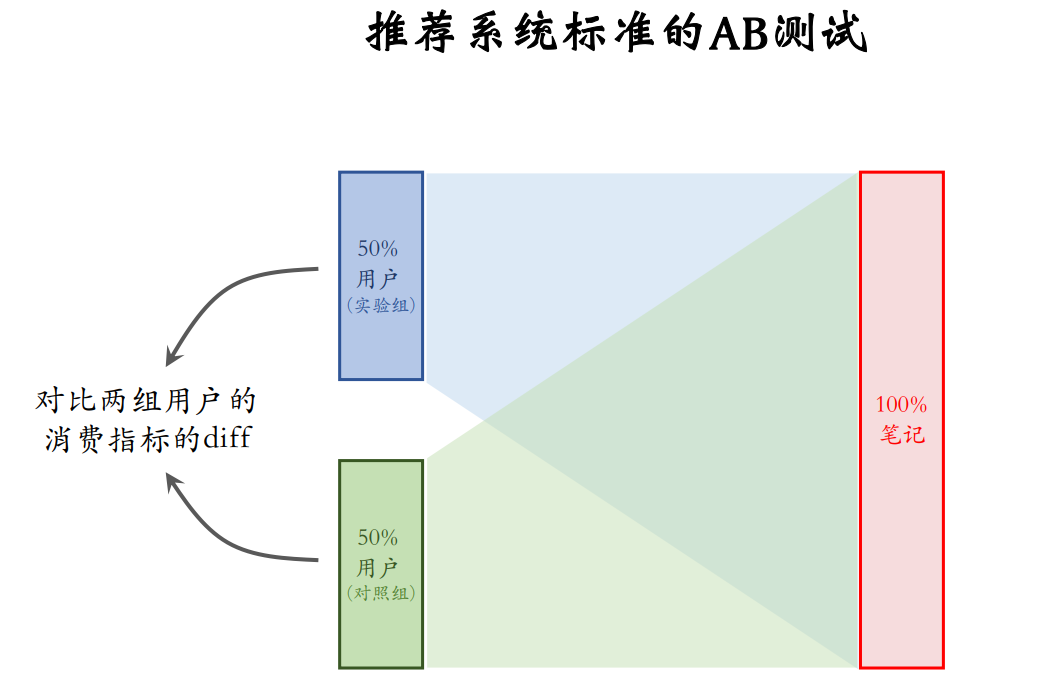 推荐系统标准的AB测试
50%
用户
(实验组)
对比两组用户的
消费指标的diff
100%
笔记
50%
用户
(对照组)